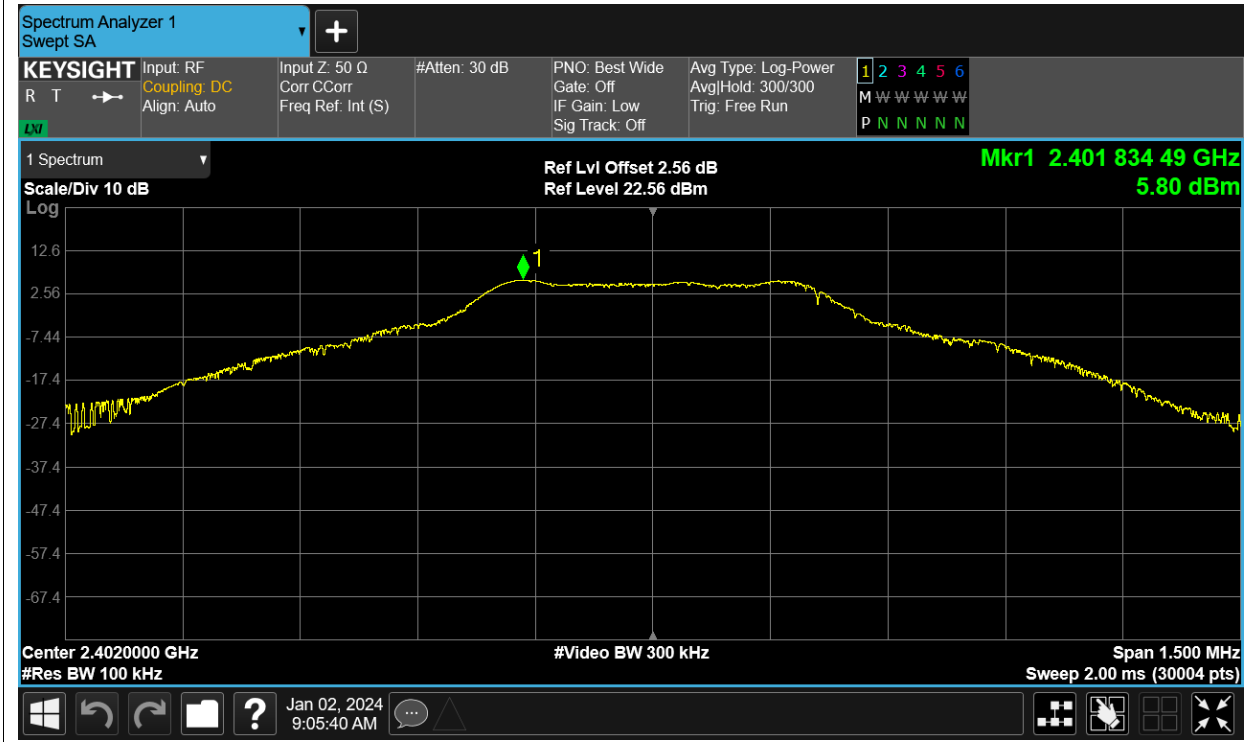 Spectrum Analyzer 1
Swept SA
KEYSIGHT
R T
LXI
Input: RF
Coupling: DC
Align: Auto
Input Z: 50 Ω
Corr CCorr
Freq Ref: Int (S)
#Atten: 30 dB
PNO: Best Wide
Gate: Off
IF Gain: Low
Sig Track: Off
Avg Type: Log-Power
Avg|Hold: 300/300
Trig: Free Run
1 2 3 4 5 6
M W W W W W
P N N N N N N
1 Spectrum
Scale/Div 10 dB
Ref Lvl Offset 2.56 dB
Ref Level 22.56 dBm
Mkr1 2.401 834 49 GHz
5.80 dBm
Log
1
12.6
2.56
-7.44
-17.4
-27.4
-37.4
-47.4
-57.4
-67.4
Center 2.4020000 GHz
#Video BW 300 kHz
Span 1.500 MHz
#Res BW 100 kHz
Sweep 2.00 ms (30004 pts)
?
Jan 02, 2024
9:05:40 AM